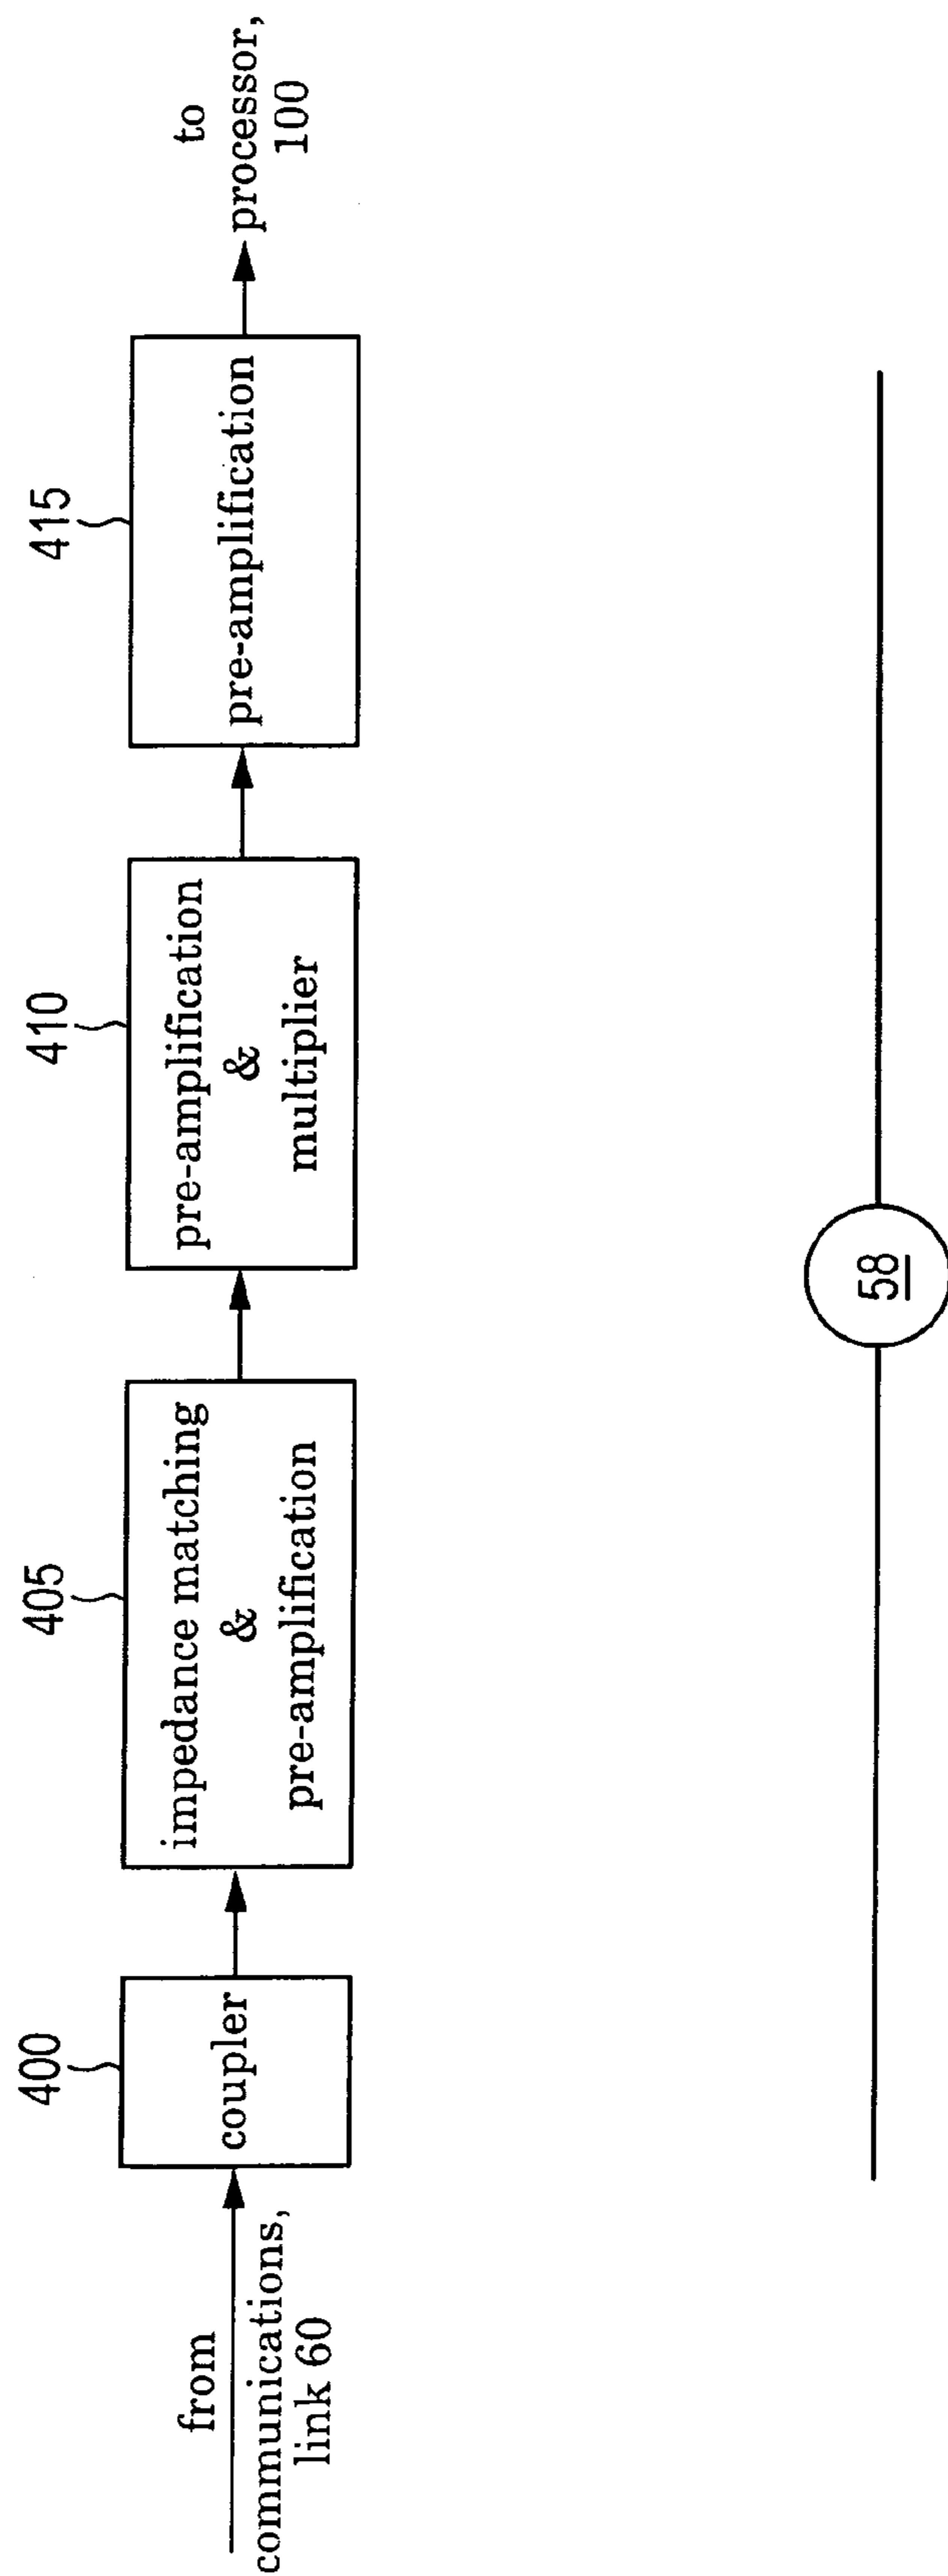 from
communications,
link 60
400
coupler
405
impedance matching
&
pre-amplification
410
pre-amplification
&
multiplier
415
pre-amplification
to
processor,
100
58